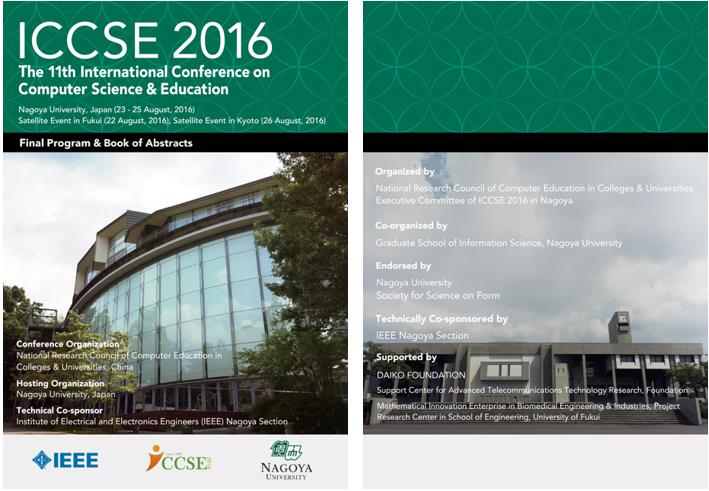 ICCSE 2016
The 11th International Conference on
Computer Science & Education
Nagoya University, Japan (23 - 25 August, 2016)
Satellite Event in Fukui (22 August, 2016), Satellite Event in Kyoto (26 August, 2016)
Final Program & Book of Abstracts
Conference Organization
National Research Council of Computer Education in
Colleges & Universities, China
Hosting Organization
Nagoya University, Japan
Technical Co-sponsor
Institute of Electrical and Electronics Engineers (IEEE) Nagoya Section
IEEE
ICCSE
NAGOYA
UNIVERSITY
Organized by
National Research Council of Computer Education in Colleges & Universities
Executive Committee of ICCSE 2016 in Nagoya
Co-organized by
Graduate School of Information Science, Nagoya University
Endorsed by
Nagoya University
Society for Science on Form
Technically Co-sponsored by
IEEE Nagoya Section
Supported by
DAIKO FOUNDATION
Support Center for Advanced Telecommunications Technology Research, Foundation
Mathematical Innovation Enterprise in Biomedical Engineering & Industries, Project
Research Center in School of Engineering, University of Fukui